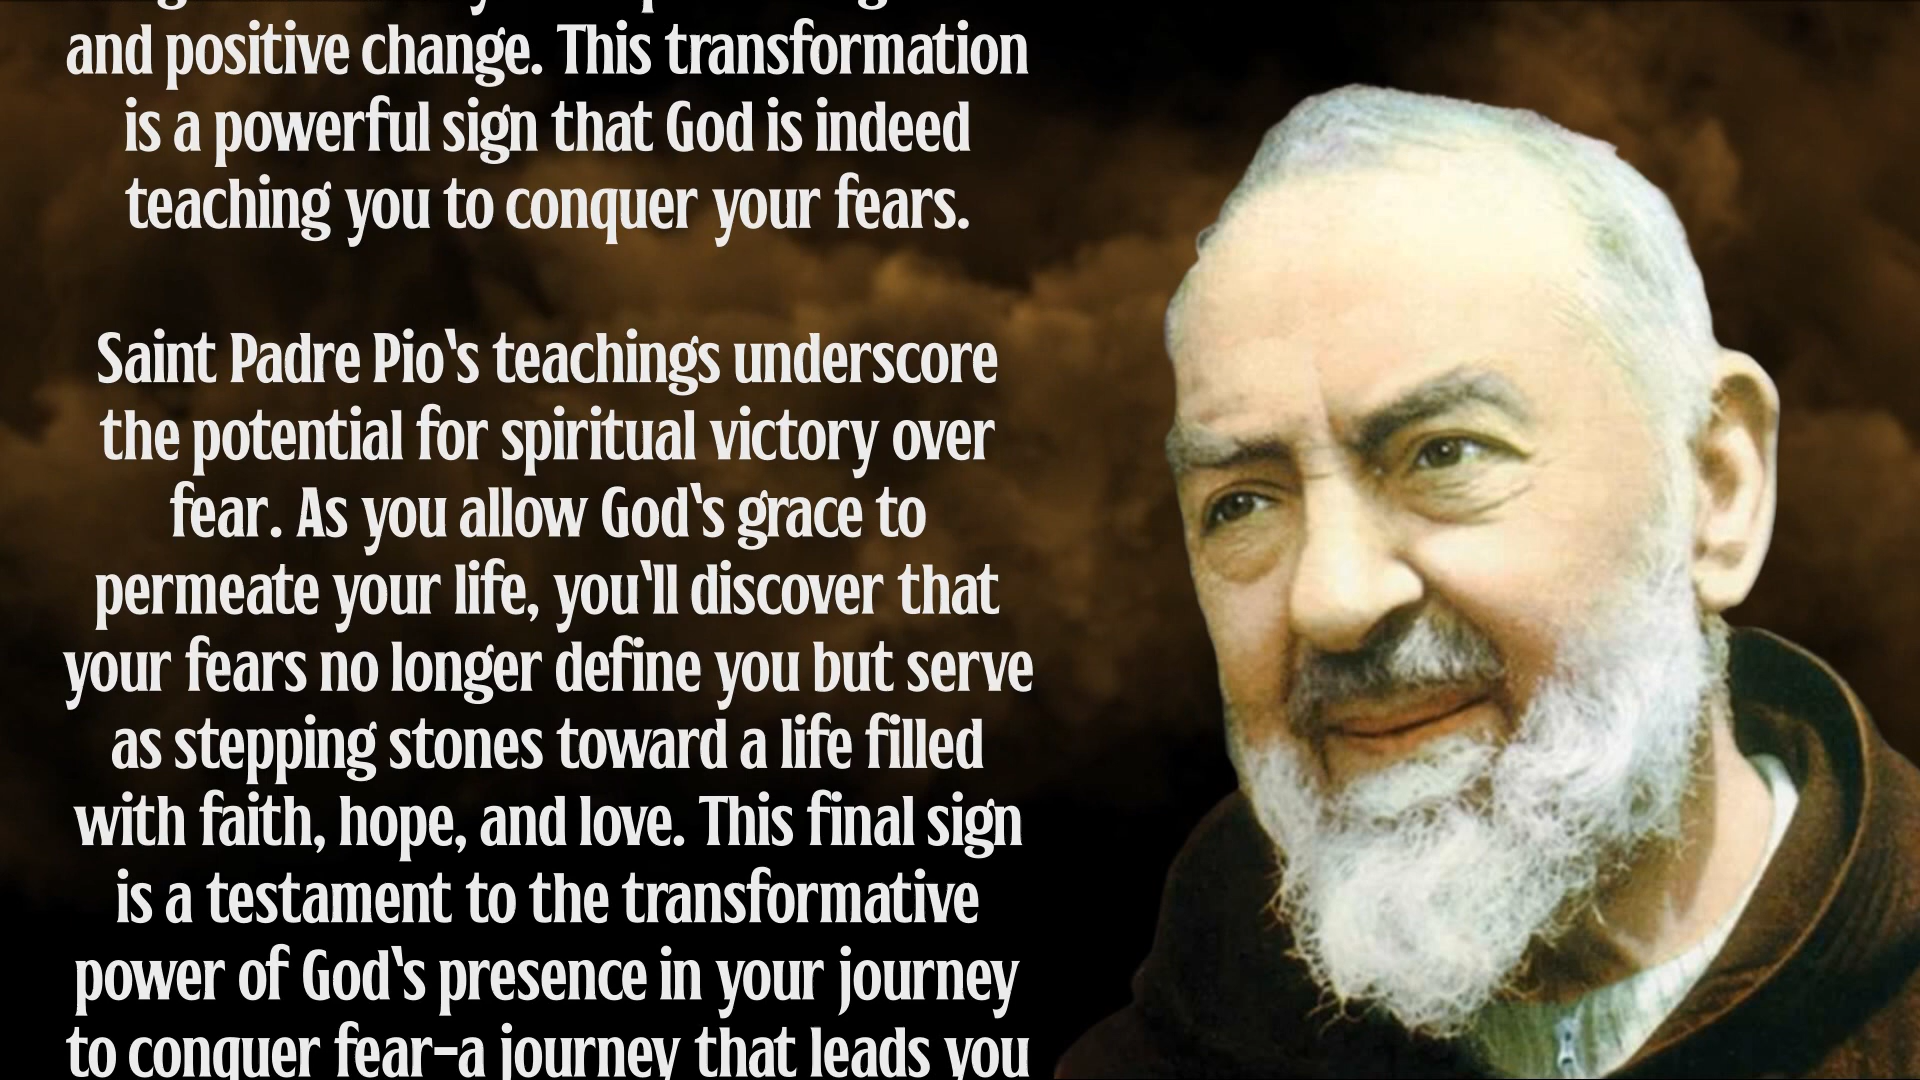 and positive change. This transformation
is a powerful sign that God is indeed
teaching you to conquer your fears.
Saint Padre Pio's teachings underscore
the potential for spiritual victory over
fear. As you allow God's grace to
permeate your life, you'll discover that
your fears no longer define you but serve
as stepping stones toward a life filled
with faith, hope, and love. This final sign
is a testament to the transformative
power of God's presence in your journey
to conquer fear-a journey that leads you